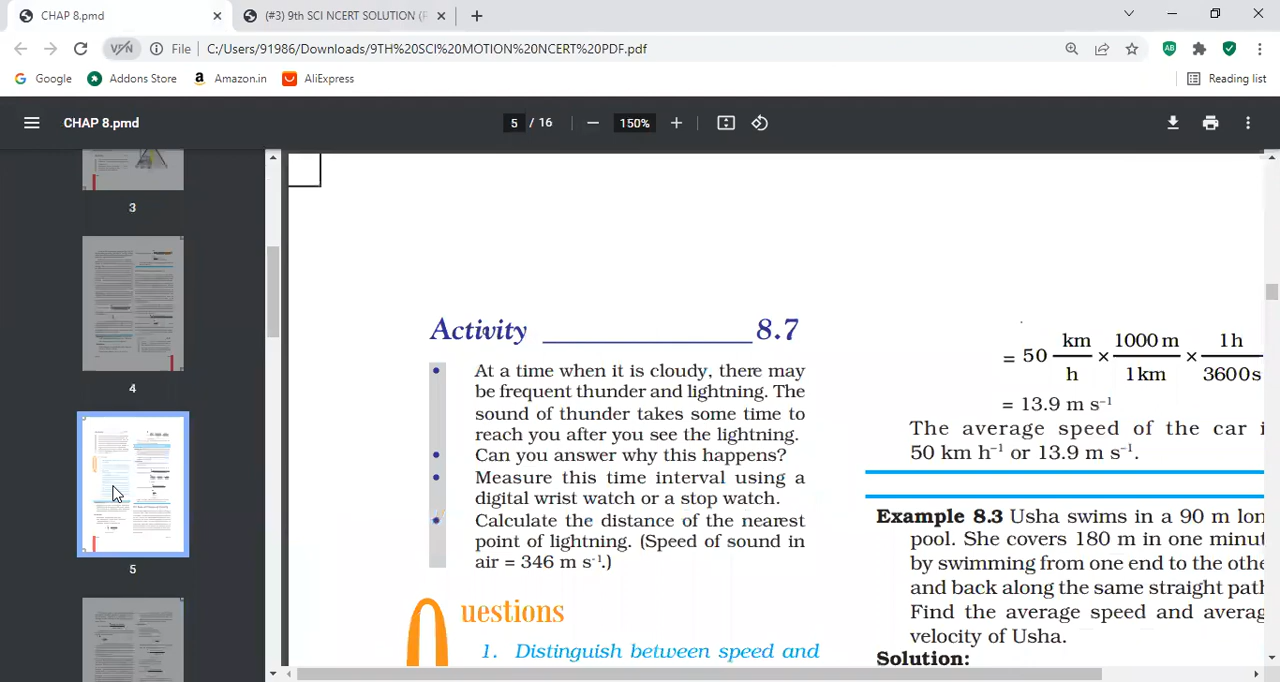 CHAP 8.pmd
(#3) 9th SCI NCERT SOLUTION (
VPN
File
C:/Users/91986/Downloads/9TH%20SCI%20MOTION%20NCERT%20PDF.pdf
Google
Addons Store
Amazon.in
AliExpress
Reading list
CHAP 8.pmd
5 / 16
150%
3
4
5
Activity ____________ 8.7
• At a time when it is cloudy, there may
be frequent thunder and lightning. The
sound of thunder takes some time to
reach you after you see the lightning.
• Can you answer why this happens?
• Measure this time interval using a
digital wrist watch or a stop watch.
• Calculate the distance of the nearest
point of lightning. (Speed of sound in
air = 346 m s⁻¹.)
Questions
1. Distinguish between speed and
= 50 km/h × 1000 m/1 km × 1h/3600s
= 13.9 m s⁻¹
The average speed of the car i
50 km h⁻¹ or 13.9 m s⁻¹.
Example 8.3 Usha swims in a 90 m lon
pool. She covers 180 m in one minut
by swimming from one end to the othe
and back along the same straight path
Find the average speed and averag
velocity of Usha.
Solution: